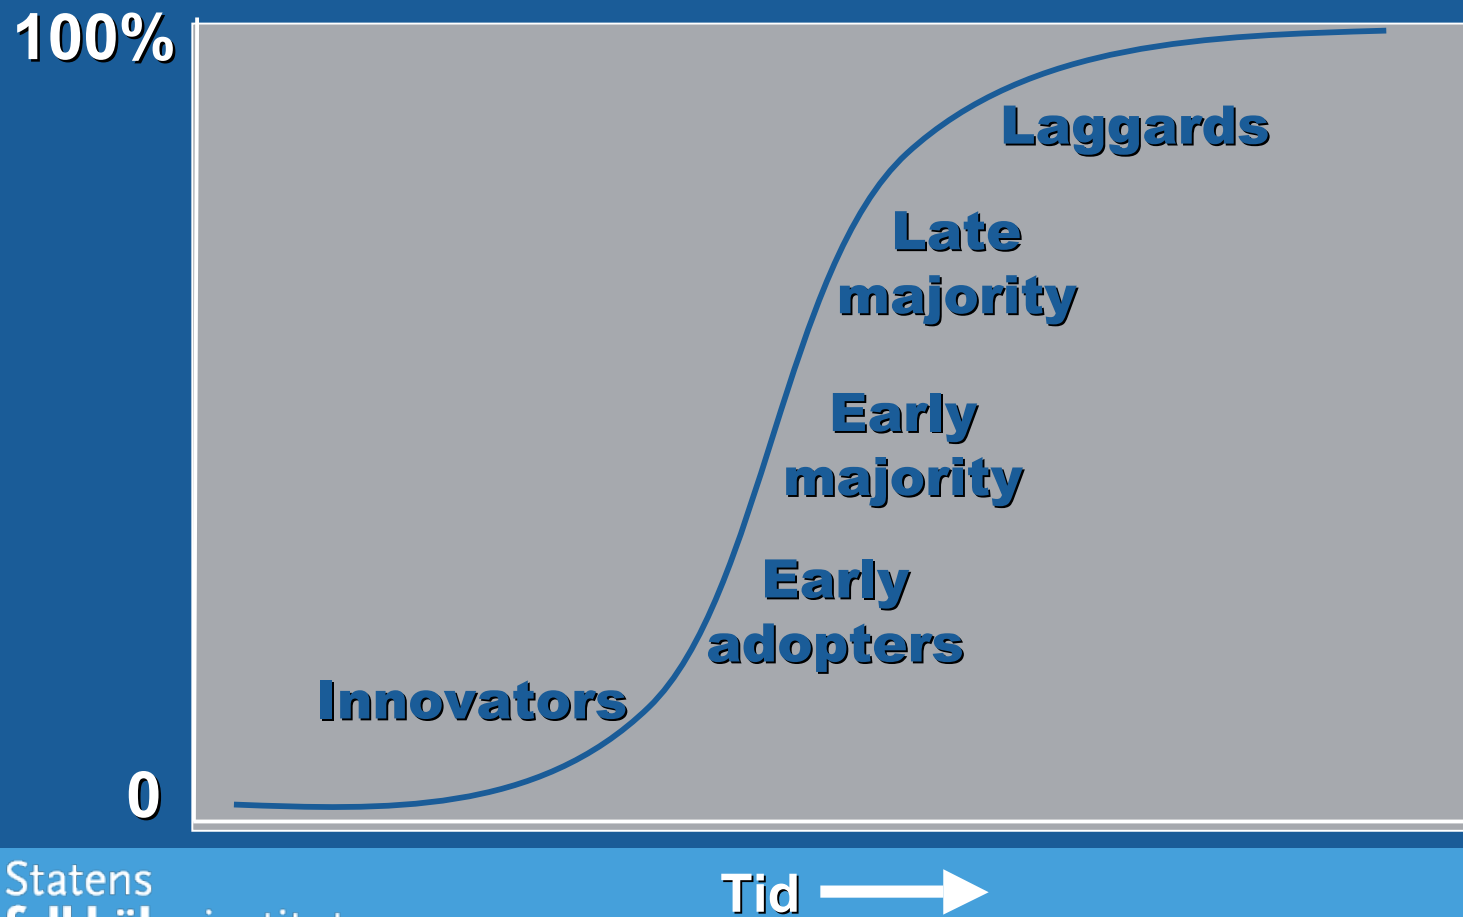 100%
Laggards
Late
majority
Early
majority
Early
adopters
Innovators
0
Statens
Tid